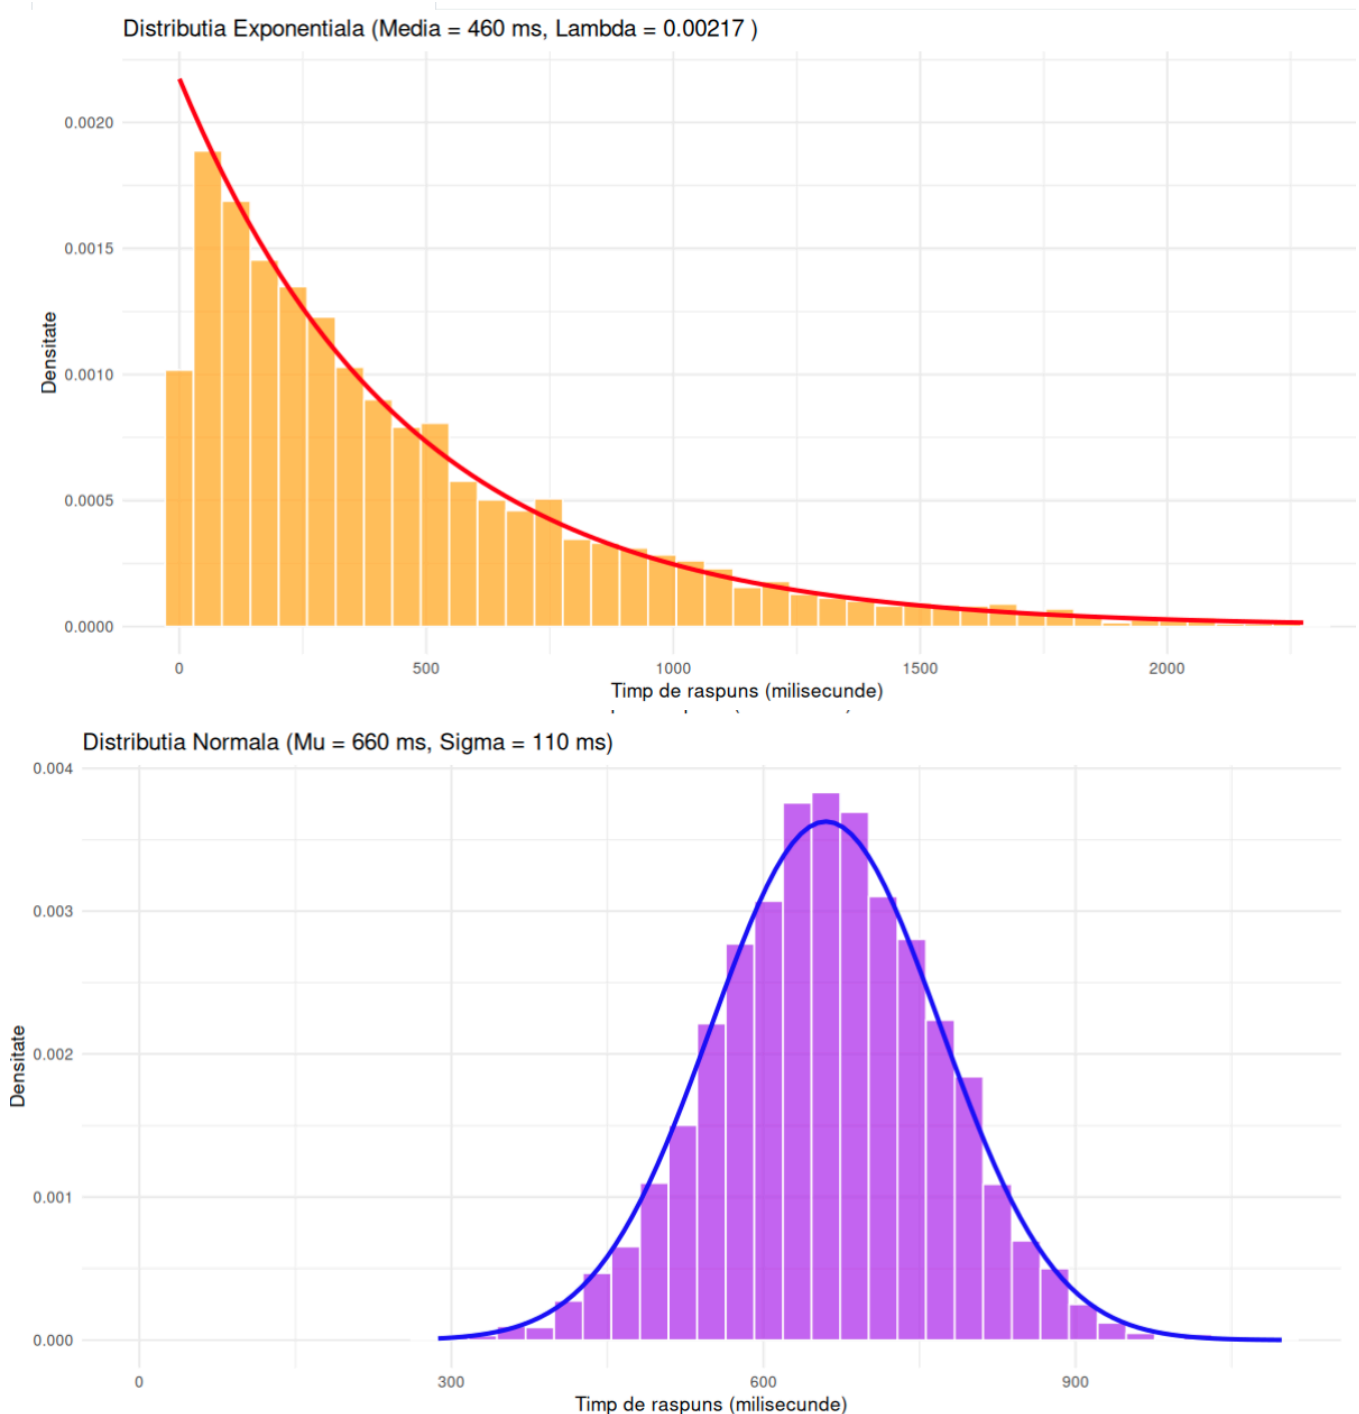 Distributia Exponentiala (Media = 460 ms, Lambda = 0.00217 )
0.0020
0.0015
0.0010
0.0005
0.0000
Densitate
0 500 1000 1500 2000
Timp de raspuns (milisecunde)
Distributia Normala (Mu = 660 ms, Sigma = 110 ms)
0.004
0.003
0.002
0.001
0.000
Densitate
0 300 600 900
Timp de raspuns (milisecunde)